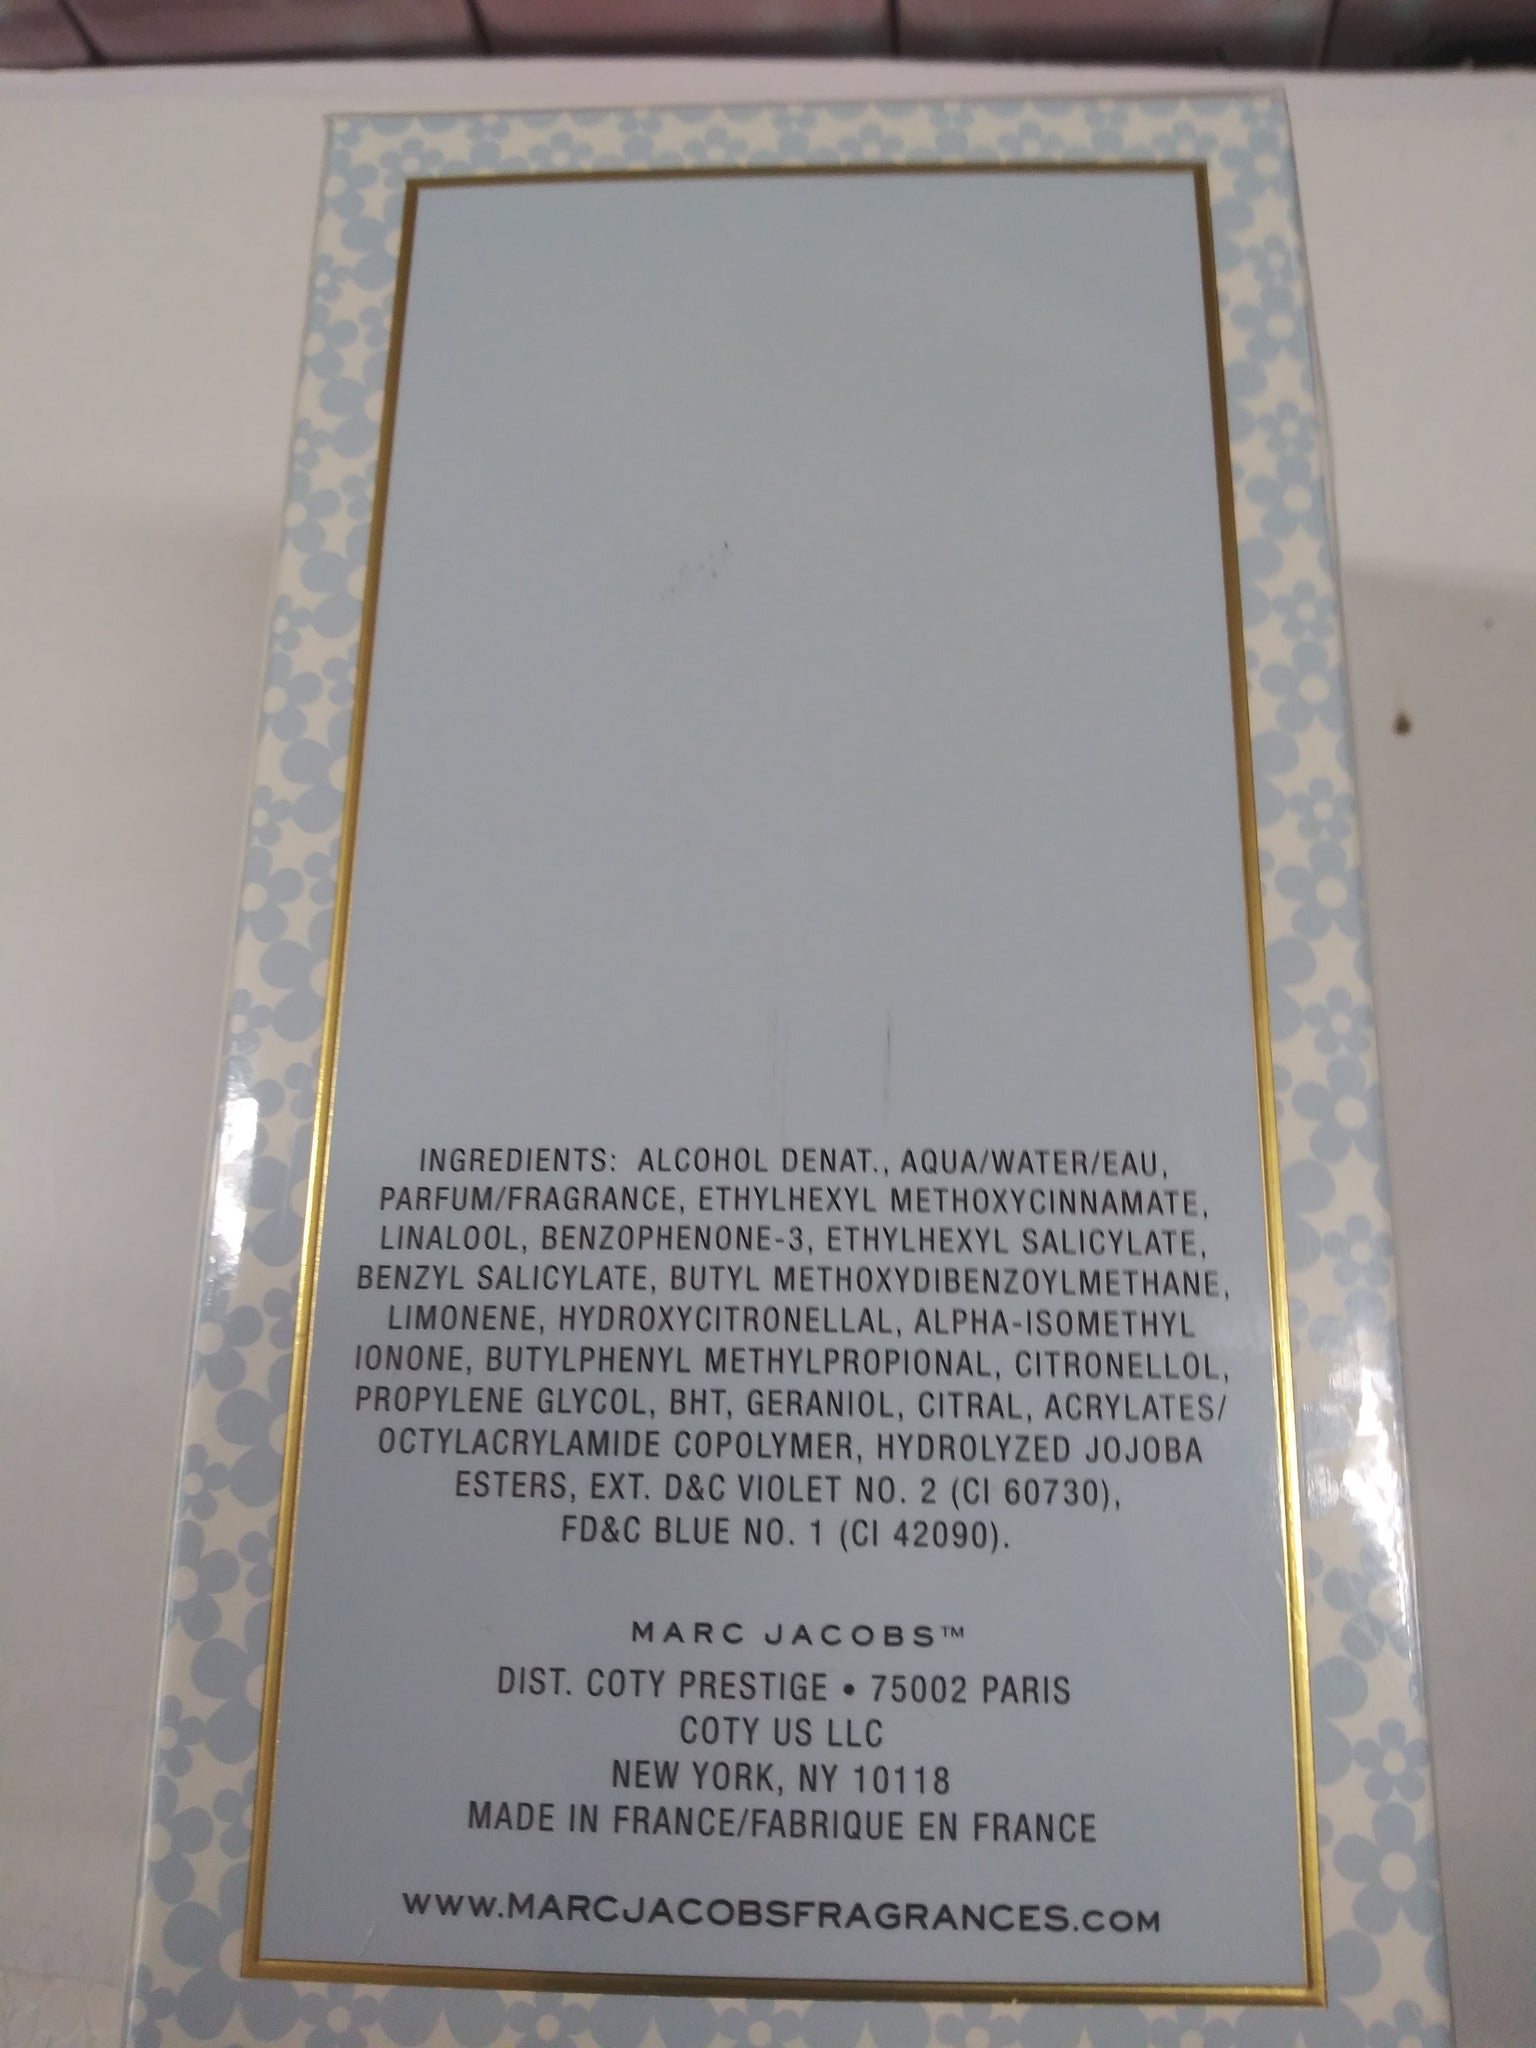 INGREDIENTS: ALCOHOL DENAT., AQUA/WATER/EAU,
PARFUM/FRAGRANCE, ETHYLHEXYL METHOXYCINNAMATE,
LINALOOL, BENZOPHENONE-3, ETHYLHEXYL SALICYLATE,
BENZYL SALICYLATE, BUTYL METHOXYDIBENZOYLMETHANE,
LIMONENE, HYDROXYCITRONELLAL, ALPHA-ISOMETHYL
IONONE, BUTYLPHENYL METHYLPROPIONAL, CITRONELLOL,
PROPYLENE GLYCOL, BHT, GERANIOL, CITRAL, ACRYLATES/
OCTYLACRYLAMIDE COPOLYMER, HYDROLYZED JOJOBA
ESTERS, EXT. D&C VIOLET NO. 2 (CI 60730),
FD&C BLUE NO. 1 (CI 42090).
MARC JACOBS™
DIST. COTY PRESTIGE • 75002 PARIS
COTY US LLC
NEW YORK, NY 10118
MADE IN FRANCE/FABRIQUE EN FRANCE
WWW.MARCJACOBSFRAGRANCES.COM